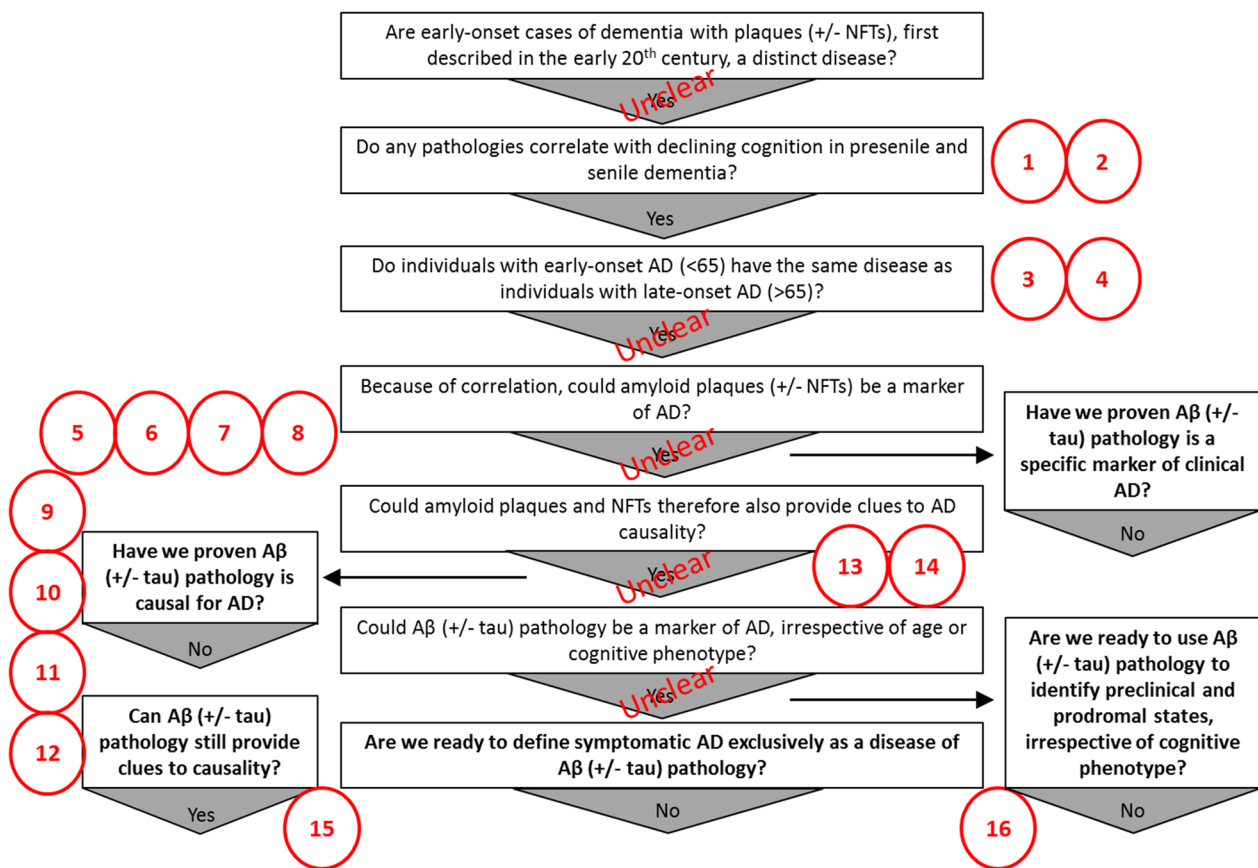 Are early-onset cases of dementia with plaques (+/- NFTs), first
described in the early 20th century, a distinct disease?
Yes
Unclear
Do any pathologies correlate with declining cognition in presenile and
senile dementia?
1
2
Yes
Do individuals with early-onset AD (<65) have the same disease as
individuals with late-onset AD (>65)?
3
4
Yes
Unclear
Because of correlation, could amyloid plaques (+/- NFTs) be a marker
of AD?
Yes
Unclear
Have we proven Aβ (+/-
tau) pathology is a
specific marker of clinical
AD?
No
5
6
7
8
9
10
11
12
Could amyloid plaques and NFTs therefore also provide clues to AD
causality?
Yes
Unclear
13
14
Have we proven Aβ
(+/- tau) pathology is
causal for AD?
No
Could Aβ (+/- tau) pathology be a marker of AD, irrespective of age or
cognitive phenotype?
Yes
Unclear
Are we ready to use Aβ
(+/- tau) pathology to
identify preclinical and
prodromal states,
irrespective of cognitive
phenotype?
No
16
Can Aβ (+/- tau)
pathology still provide
clues to causality?
Yes
15
Are we ready to define symptomatic AD exclusively as a disease of
Aβ (+/- tau) pathology?
No